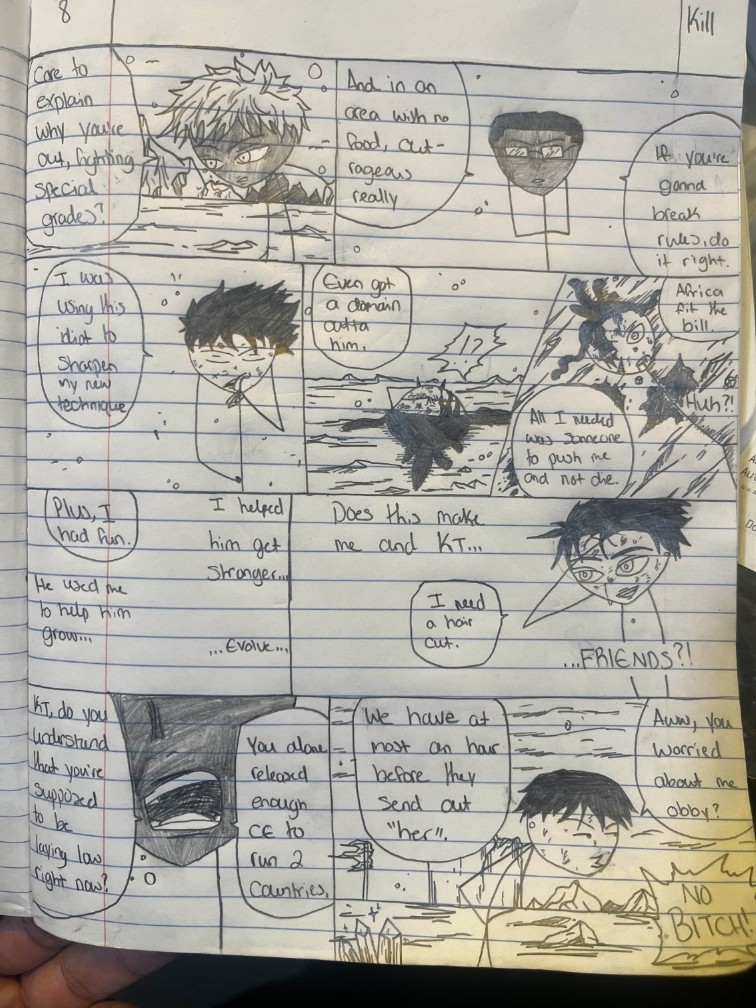 8
Kill
Care to
explain
why you're
out, fighting
special
grades?
And in an
area with no
food, out-
rageous
really
If you're
gonna
break
rules, do
it right.
I was
using this
idiot to
sharpen
my new
technique
Even got
a domain
outta
him.
!?
Africa
fit the
bill.
Huh?!
All I needed
was someone
to push me
and not die.
Plus, I
had fun.
He used me
to help him
grow...
I helped
him get
stronger...
...Evolve...
Does this make
me and KT...
I need
a hair
cut.
...FRIENDS?!
KT, do you
understand
that you're
supposed
to be
laying low
right now?
You alone
released
enough
CE to
run 2
countries.
We have at
most an hour
before they
send out
"her".
Aww, you
worried
about me
obby?
NO
BITCH!